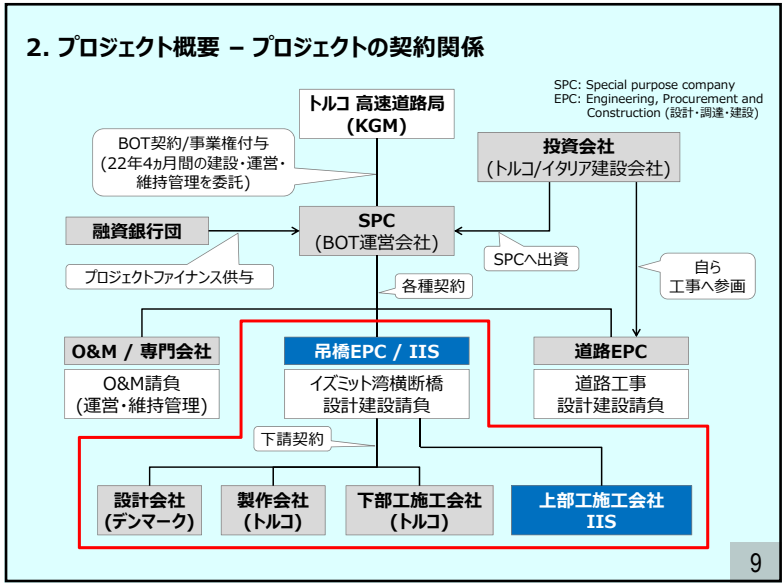 2. プロジェクト概要 – プロジェクトの契約関係
SPC: Special purpose company
EPC: Engineering, Procurement and
Construction (設計・調達・建設)
トルコ 高速道路局
(KGM)
BOT契約/事業権付与
(22年4ヵ月間の建設・運営・
維持管理を委託)
投資会社
(トルコ/イタリア建設会社)
融資銀行団
SPC
(BOT運営会社)
プロジェクトファイナンス供与
SPCへ出資
自ら
工事へ参画
各種契約
O&M / 専門会社
O&M請負
(運営・維持管理)
吊橋EPC / IIS
イズミット湾横断橋
設計建設請負
道路EPC
道路工事
設計建設請負
下請契約
設計会社
(デンマーク)
製作会社
(トルコ)
下部工施工会社
(トルコ)
上部工施工会社
IIS
9